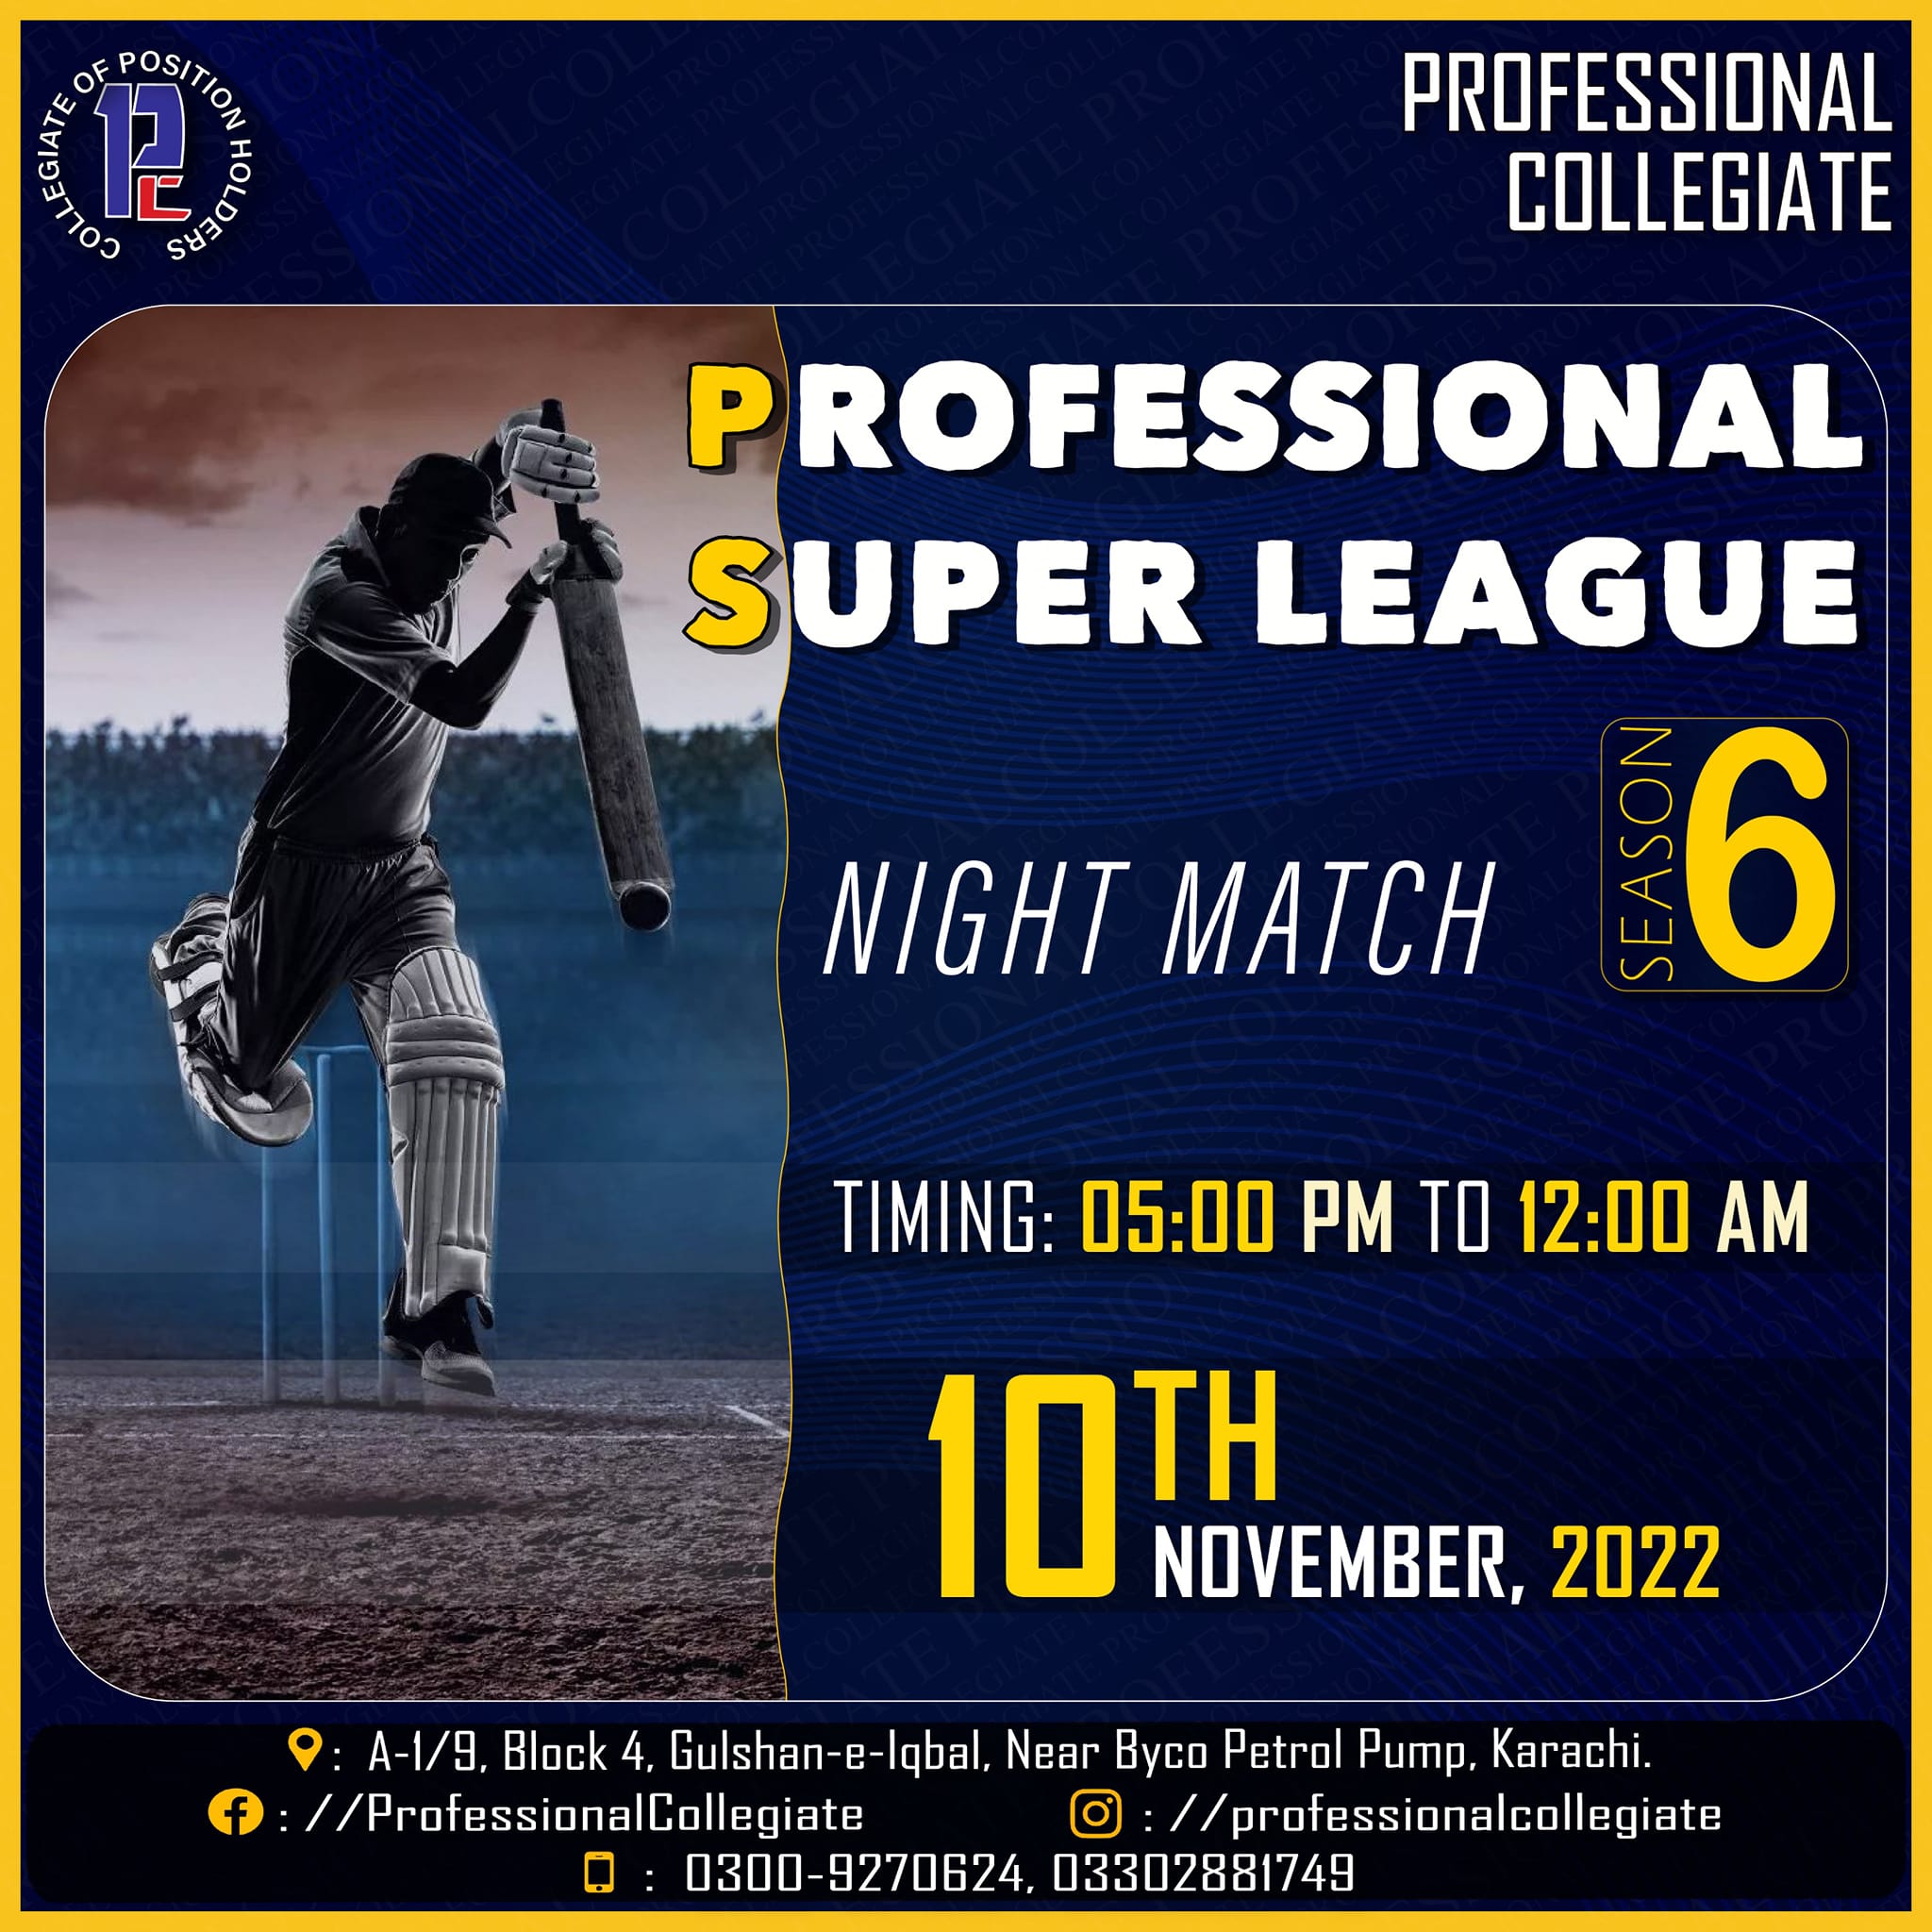 COLLEGIATE OF POSITION HOLDERS
PC
PROFESSIONAL
COLLEGIATE
PROFESSIONAL
SUPER LEAGUE
SEASON 6
NIGHT MATCH
TIMING: 05:00 PM TO 12:00 AM
10TH
NOVEMBER, 2022
: A-1/9, Block 4, Gulshan-e-Iqbal, Near Byco Petrol Pump, Karachi.
: //ProfessionalCollegiate : //professionalcollegiate
: 0300-9270624, 03302881749